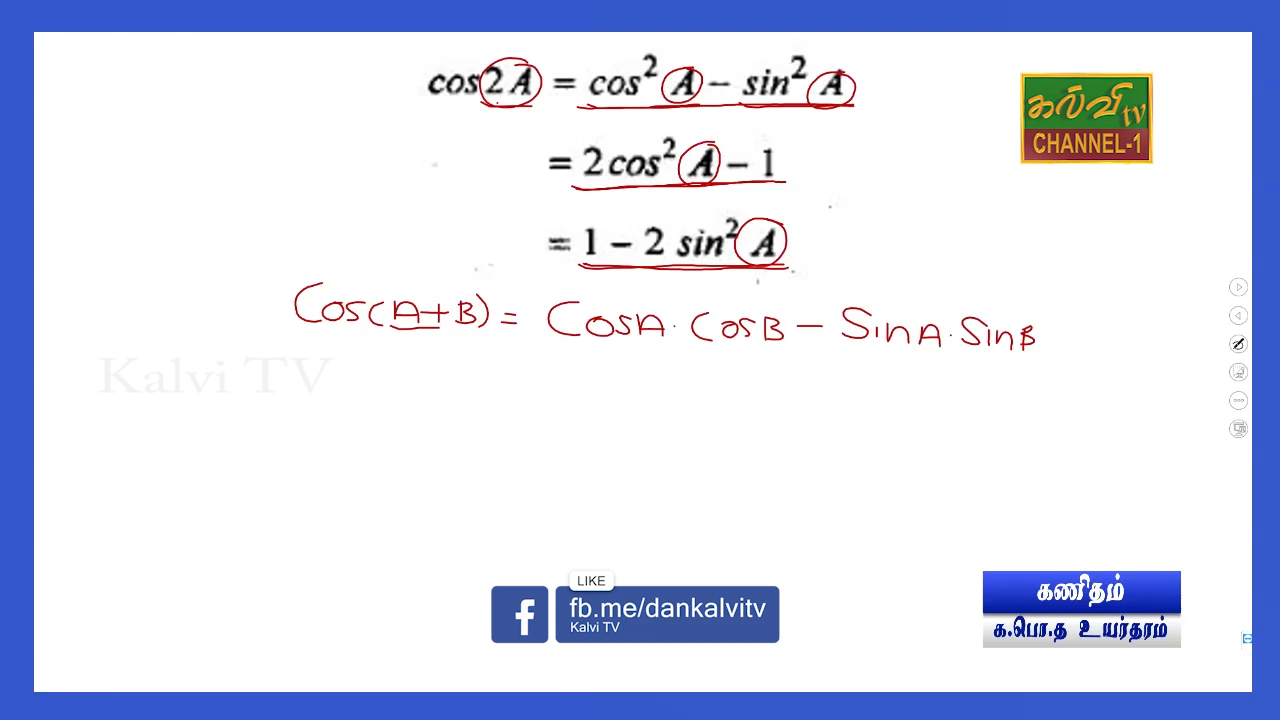 cos 2 A = cos² A − sin² A
= 2 cos² A − 1
= 1 − 2 sin² A
Cos(A+B) = CosA . CosB − SinA . SinB
கல்வி tv
CHANNEL-1
Kalvi TV
LIKE
fb.me/dankalvitv
Kalvi TV
கணிதம்
க.பொ.த உயர்தரம்